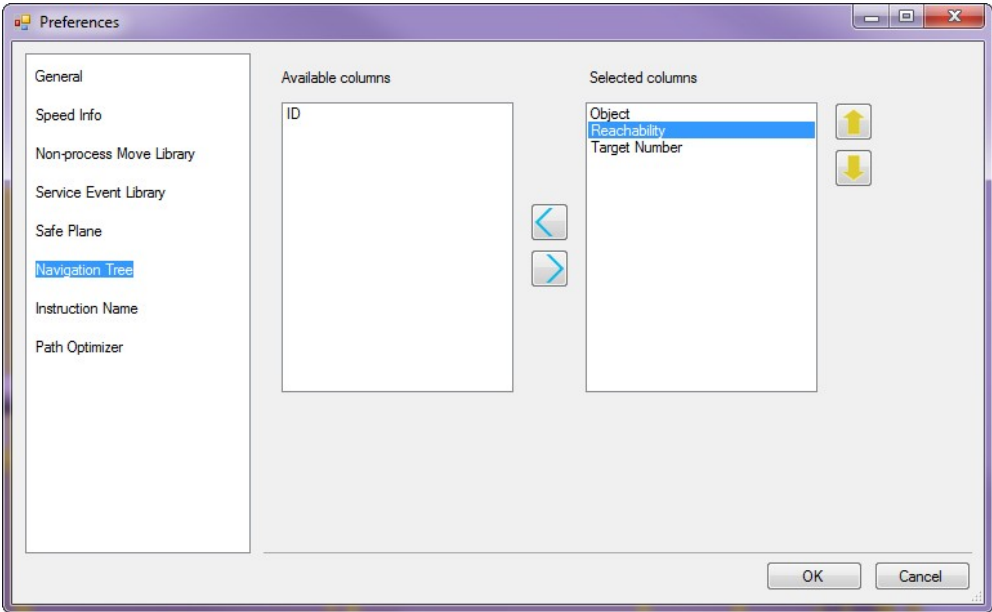 Preferences
General
Speed Info
Non-process Move Library
Service Event Library
Safe Plane
Navigation Tree
Instruction Name
Path Optimizer
Available columns
ID
Selected columns
Object
Reachability
Target Number
OK
Cancel